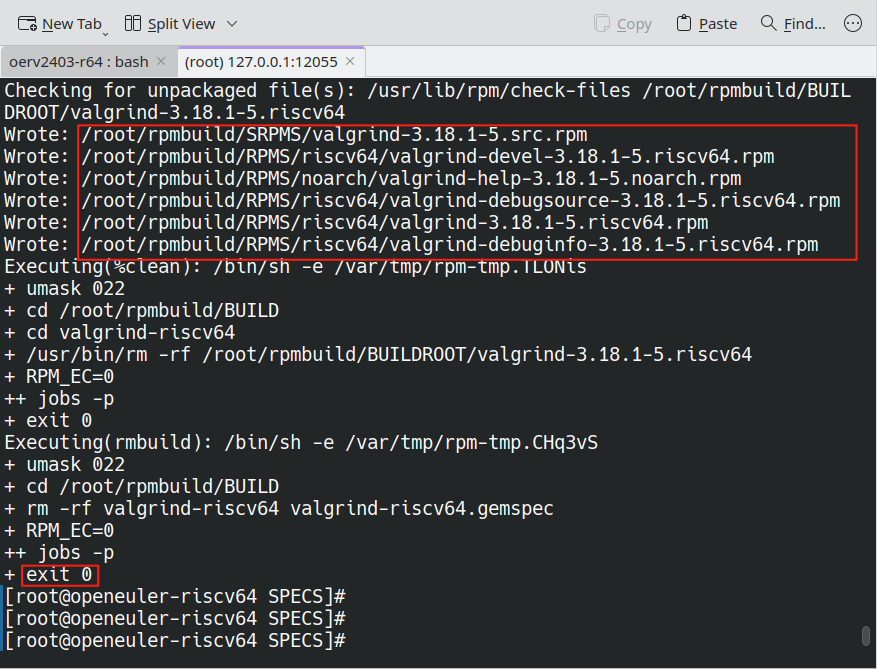 New Tab Split View Copy Paste Find...
oerv2403-r64 : bash (root) 127.0.0.1:12055
Checking for unpackaged file(s): /usr/lib/rpm/check-files /root/rpmbuild/BUIL
DROOT/valgrind-3.18.1-5.riscv64
Wrote: /root/rpmbuild/SRPMS/valgrind-3.18.1-5.src.rpm
Wrote: /root/rpmbuild/RPMS/riscv64/valgrind-devel-3.18.1-5.riscv64.rpm
Wrote: /root/rpmbuild/RPMS/noarch/valgrind-help-3.18.1-5.noarch.rpm
Wrote: /root/rpmbuild/RPMS/riscv64/valgrind-debugsource-3.18.1-5.riscv64.rpm
Wrote: /root/rpmbuild/RPMS/riscv64/valgrind-3.18.1-5.riscv64.rpm
Wrote: /root/rpmbuild/RPMS/riscv64/valgrind-debuginfo-3.18.1-5.riscv64.rpm
Executing(%clean): /bin/sh -e /var/tmp/rpm-tmp.TLONis
+ umask 022
+ cd /root/rpmbuild/BUILD
+ cd valgrind-riscv64
+ /usr/bin/rm -rf /root/rpmbuild/BUILDROOT/valgrind-3.18.1-5.riscv64
+ RPM_EC=0
++ jobs -p
+ exit 0
Executing(rmbuild): /bin/sh -e /var/tmp/rpm-tmp.CHq3vS
+ umask 022
+ cd /root/rpmbuild/BUILD
+ rm -rf valgrind-riscv64 valgrind-riscv64.gemspec
+ RPM_EC=0
++ jobs -p
+ exit 0
[root@openeuler-riscv64 SPECS]#
[root@openeuler-riscv64 SPECS]#
[root@openeuler-riscv64 SPECS]#